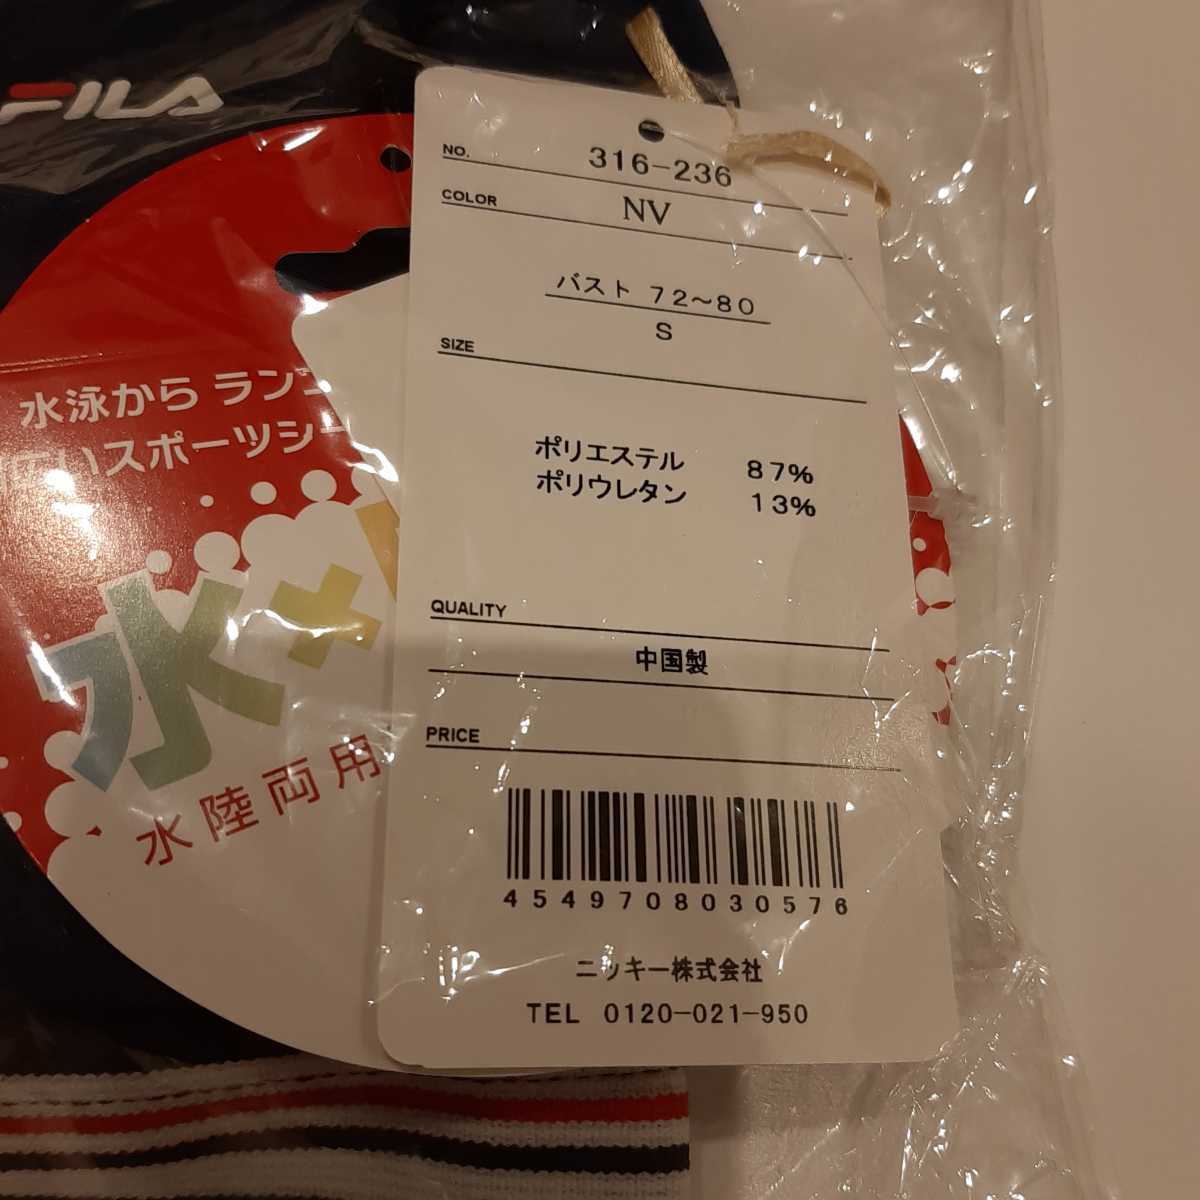 FILA
NO. 316-236
COLOR NV
バスト 72~80
S
SIZE
ポリエステル 87%
ポリウレタン 13%
QUALITY
中国製
PRICE
4549708030576
ニッキー株式会社
TEL 0120-021-950
水泳から ラン
いスポーツシー
水×
水陸両用